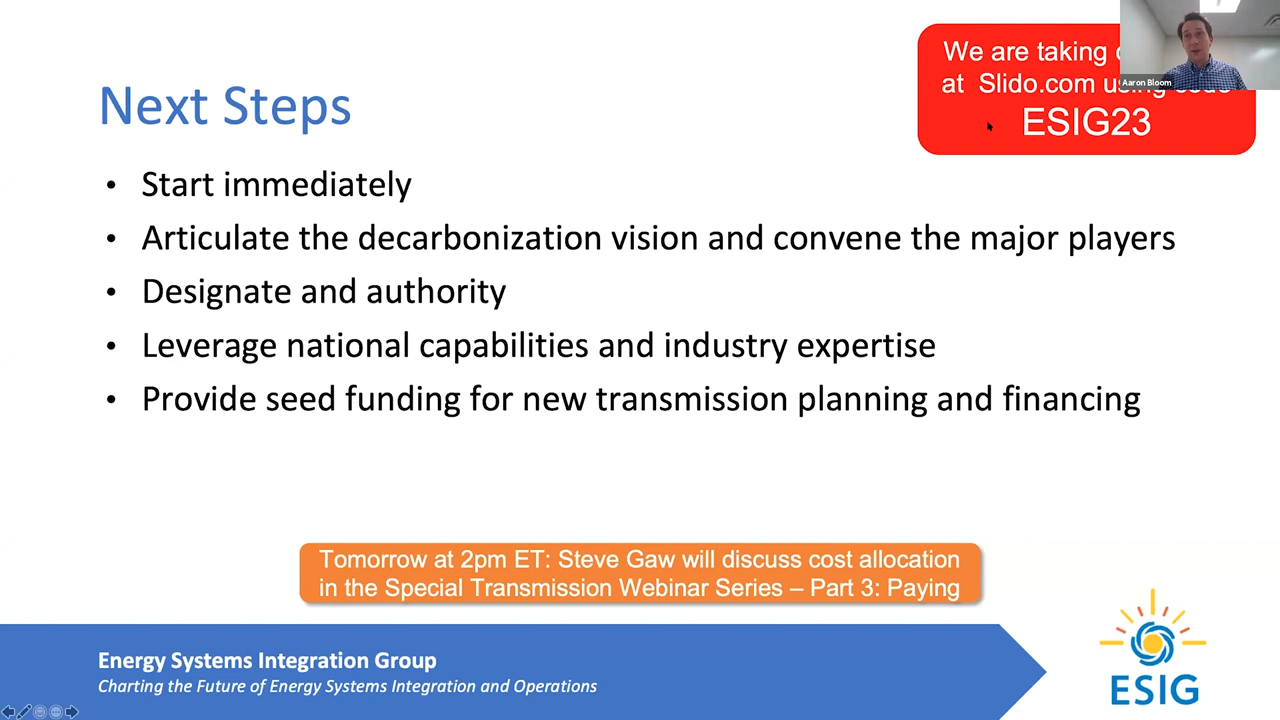 We are taking
at Slido.com using code
ESIG23
Aaron Bloom
Next Steps
• Start immediately
• Articulate the decarbonization vision and convene the major players
• Designate and authority
• Leverage national capabilities and industry expertise
• Provide seed funding for new transmission planning and financing
Tomorrow at 2pm ET: Steve Gaw will discuss cost allocation
in the Special Transmission Webinar Series – Part 3: Paying
Energy Systems Integration Group
Charting the Future of Energy Systems Integration and Operations
ESIG